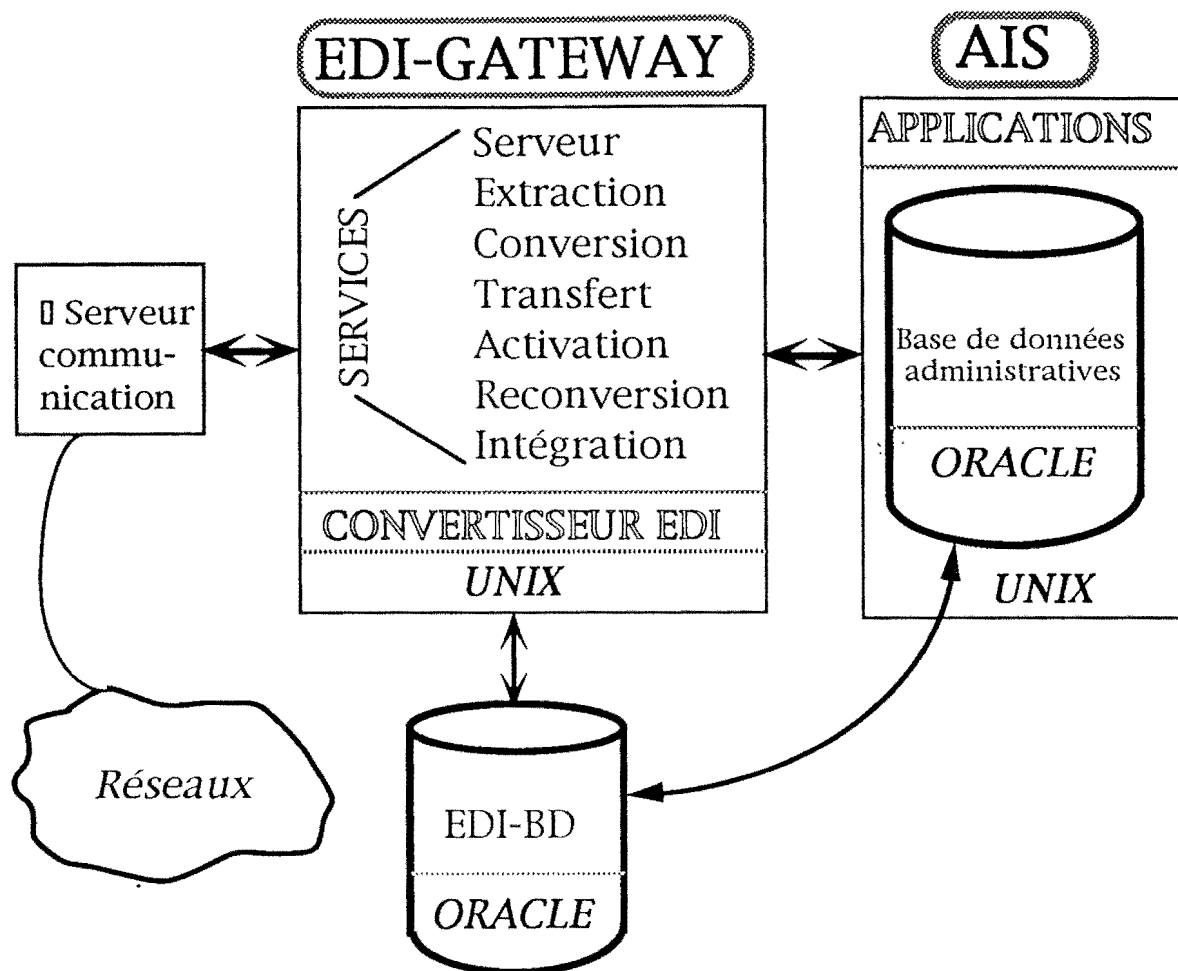 EDI-GATEWAY
AIS
SERVICES
Serveur
Extraction
Conversion
Transfert
Activation
Reconversion
Intégration
CONVERTISSEUR EDI
UNIX
APPLICATIONS
Base de données
administratives
ORACLE
UNIX
Serveur
commu-
nication
Réseaux
EDI-BD
ORACLE